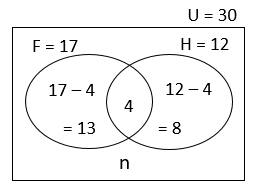 U = 30
F = 17 H = 12
17 – 4 4 12 – 4
= 13 = 8
n